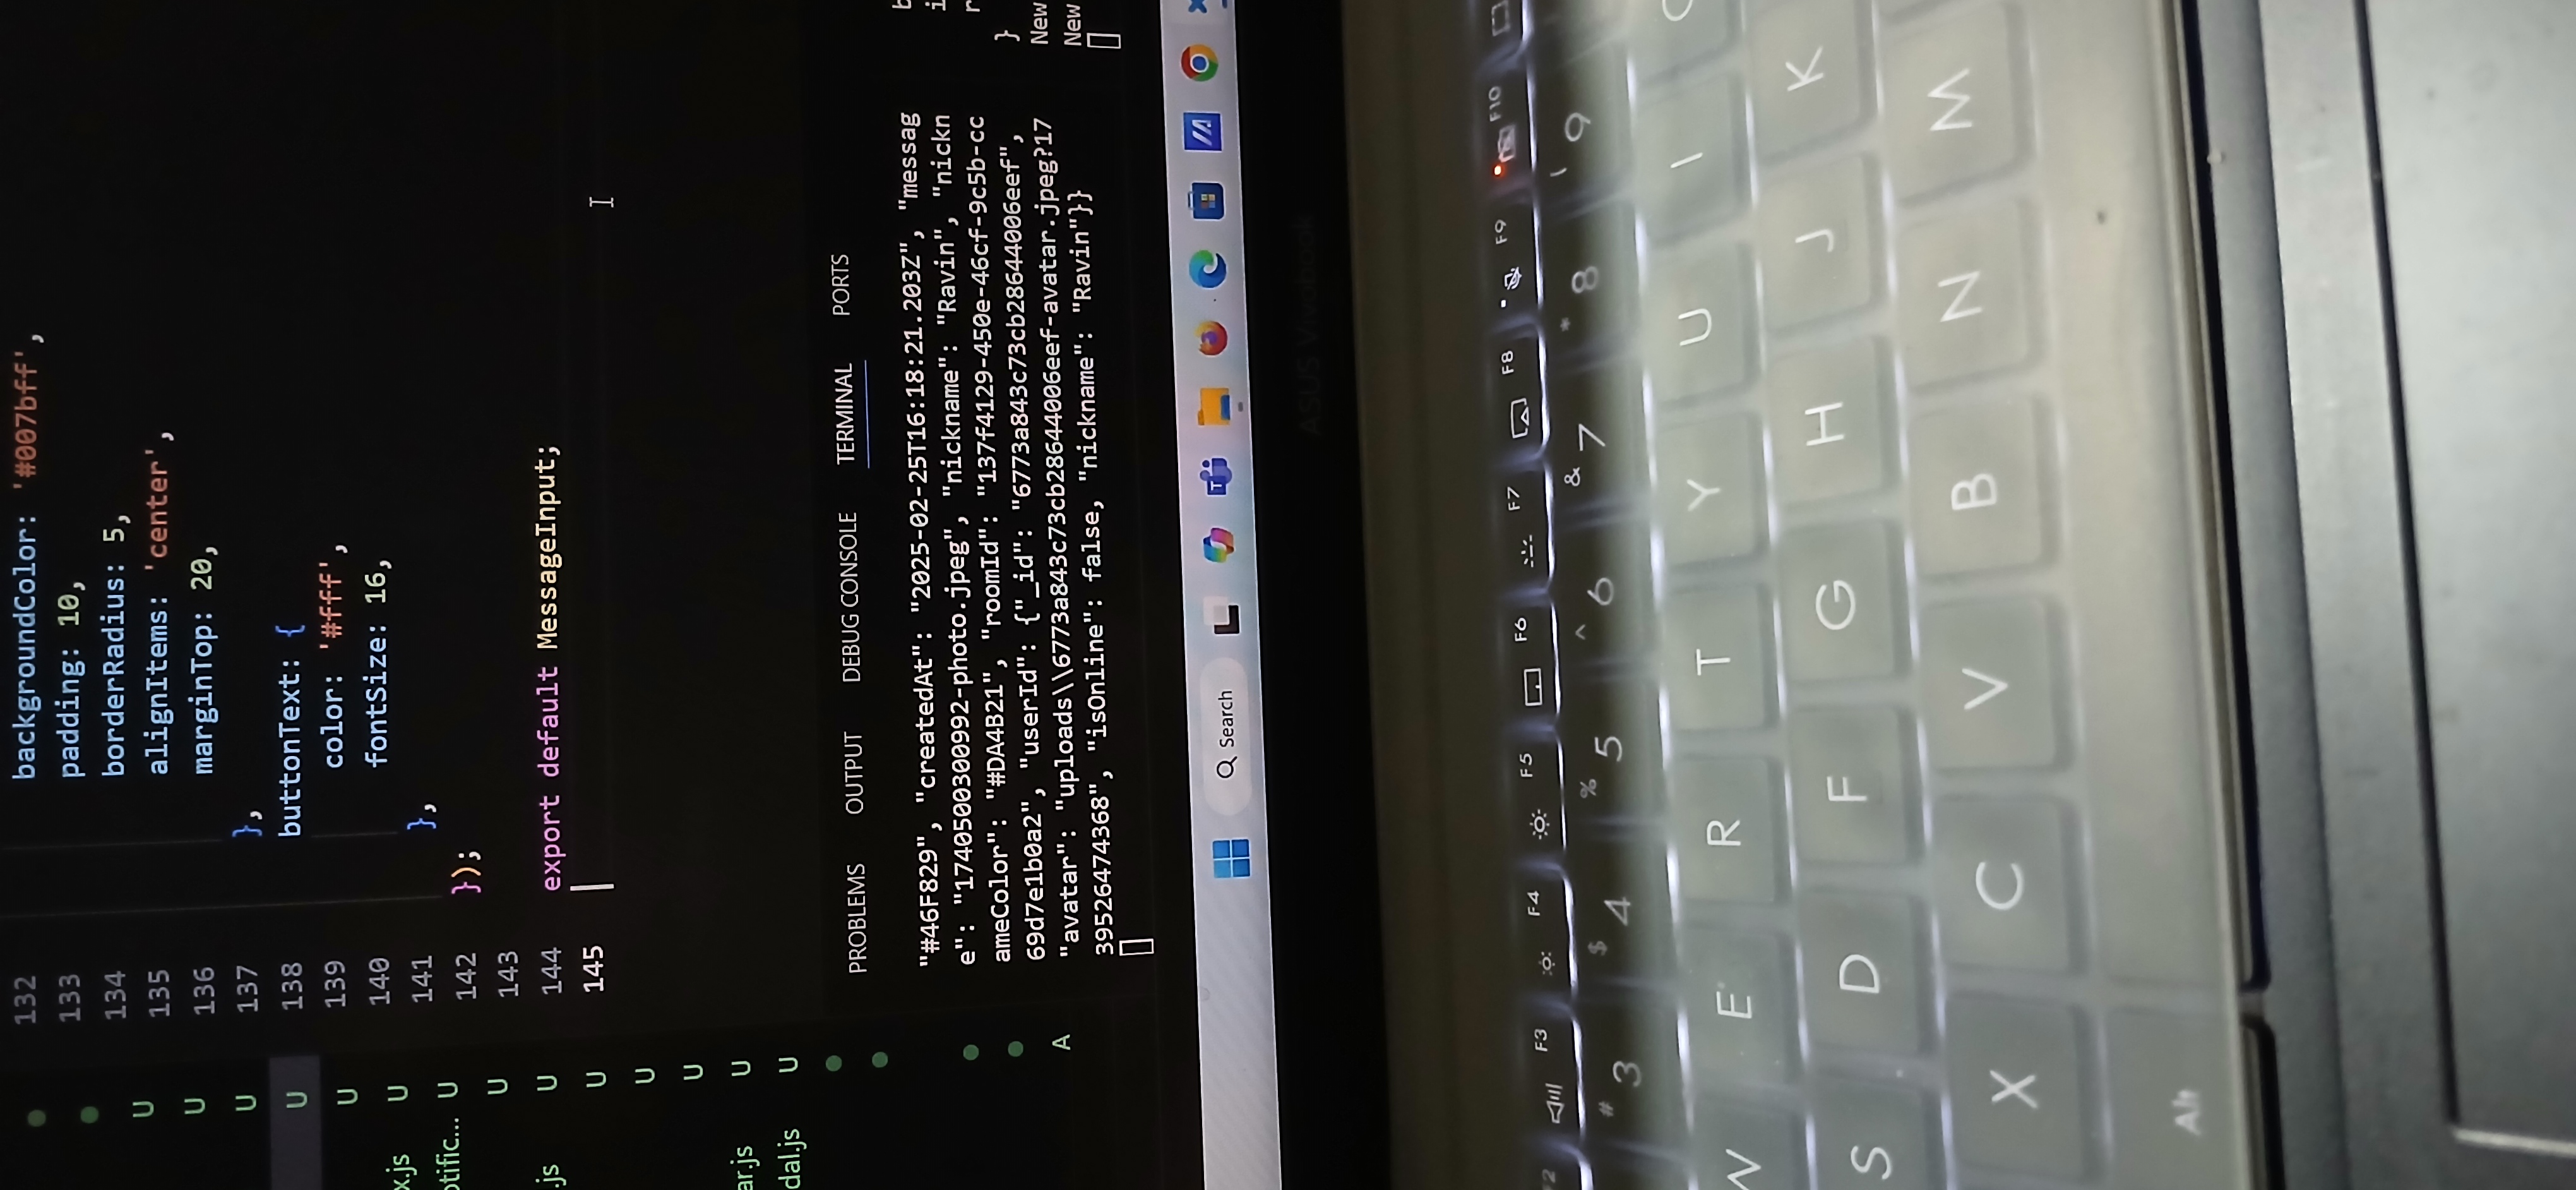 132 backgroundColor: '#007bff',
133 padding: 10,
134 borderRadius: 5,
135 alignItems: 'center',
136 marginTop: 20,
137 },
138 buttonText: {
139 color: '#fff',
140 fontSize: 16,
141 },
142 });
143
144 export default MessageInput;
145
U
U
U
U
U
x.js U
otific... U
U
.js U
U
U
U
ar.js U
dal.js U
A
PROBLEMS OUTPUT DEBUG CONSOLE TERMINAL PORTS
"#46F829", "createdAt": "2025-02-25T16:18:21.203Z", "messag
e": "1740500300992-photo.jpeg", "nickname": "Ravin", "nickn
ameColor": "#DA4B21", "roomId": "137f4129-450e-46cf-9c5b-cc
69d7e1b0a2", "userId": {"_id": "6773a843c73cb28644006eef",
"avatar": "uploads\\6773a843c73cb28644006eef-avatar.jpeg?17
39526474368", "isOnline": false, "nickname": "Ravin"}}
b
i
r
}
New
New
Search
ASUS Vivobook
F2 F3 F4 F5 F6 F7 F8 F9 F10
# 3 $ 4 % 5 ^ 6 & 7 * 8 ( 9
W E R T Y U I O
S D F G H J K
X C V B N M
Alt